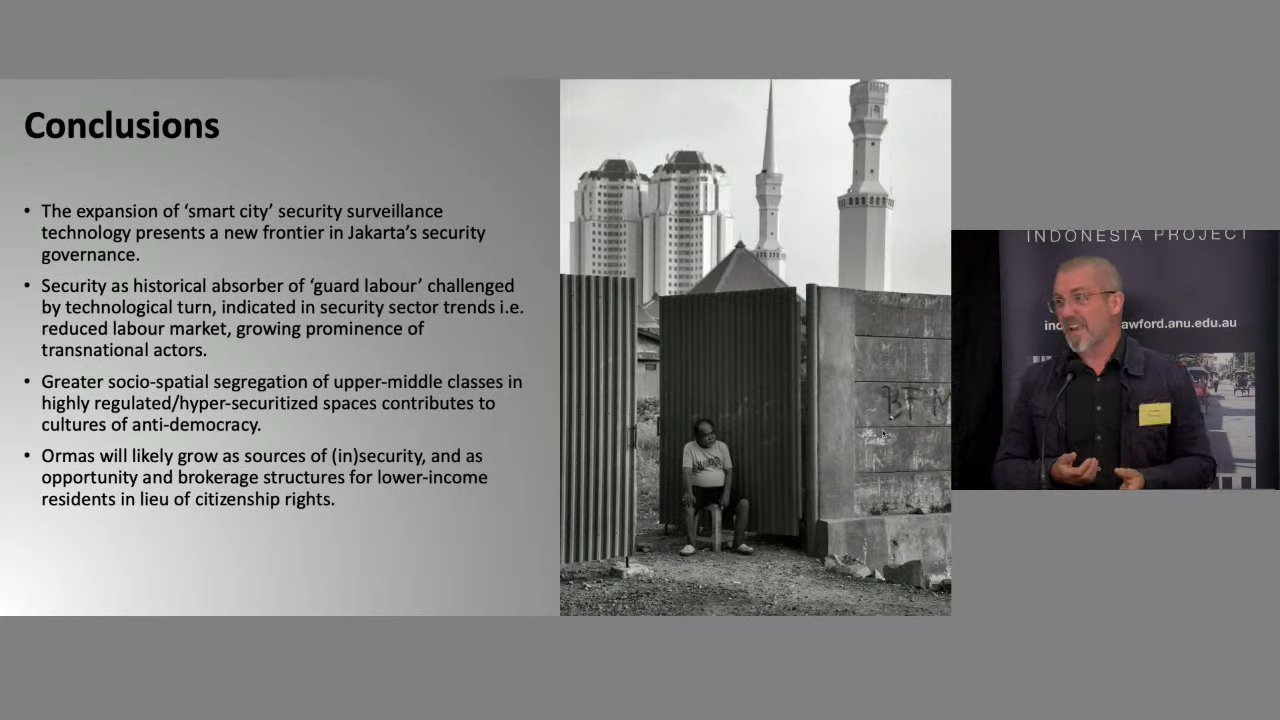 Conclusions
• The expansion of ‘smart city’ security surveillance
technology presents a new frontier in Jakarta’s security
governance.
• Security as historical absorber of ‘guard labour’ challenged
by technological turn, indicated in security sector trends i.e.
reduced labour market, growing prominence of
transnational actors.
• Greater socio-spatial segregation of upper-middle classes in
highly regulated/hyper-securitized spaces contributes to
cultures of anti-democracy.
• Ormas will likely grow as sources of (in)security, and as
opportunity and brokerage structures for lower-income
residents in lieu of citizenship rights.
BFM
INDONESIA PROJECT
awford.anu.edu.au